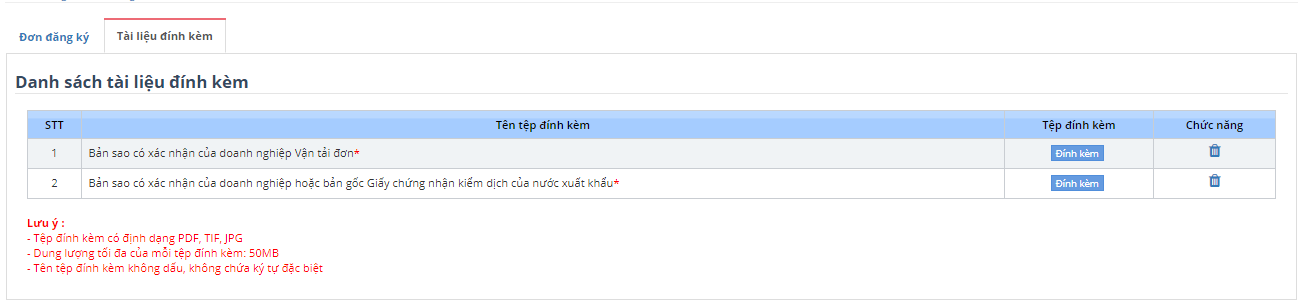 Đơn đăng ký
Tài liệu đính kèm
Danh sách tài liệu đính kèm
STT Tên tệp đính kèm Tệp đính kèm Chức năng
1 Bản sao có xác nhận của doanh nghiệp Vận tải đơn* Đính kèm
2 Bản sao có xác nhận của doanh nghiệp hoặc bản gốc Giấy chứng nhận kiểm dịch của nước xuất khẩu* Đính kèm
Lưu ý :
- Tệp đính kèm có định dạng PDF, TIF, JPG
- Dung lượng tối đa của mỗi tệp đính kèm: 50MB
- Tên tệp đính kèm không dấu, không chứa ký tự đặc biệt